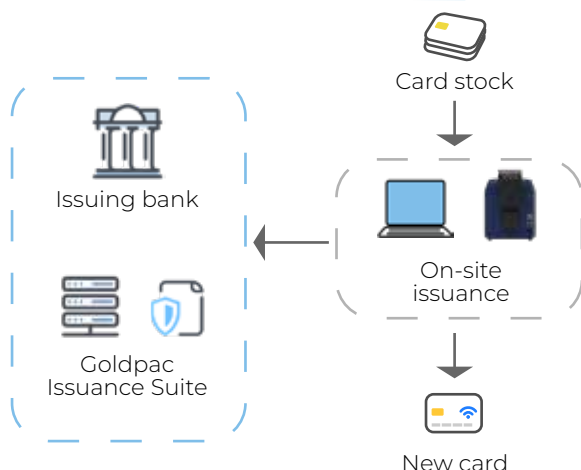 Card stock
Issuing bank
On-site
issuance
Goldpac
Issuance Suite
New card